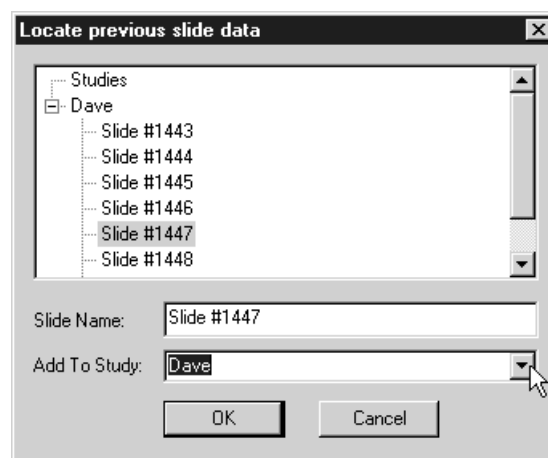 Locate previous slide data
Studies
Dave
Slide #1443
Slide #1444
Slide #1445
Slide #1446
Slide #1447
Slide #1448
Slide Name: Slide #1447
Add To Study: Dave
OK Cancel